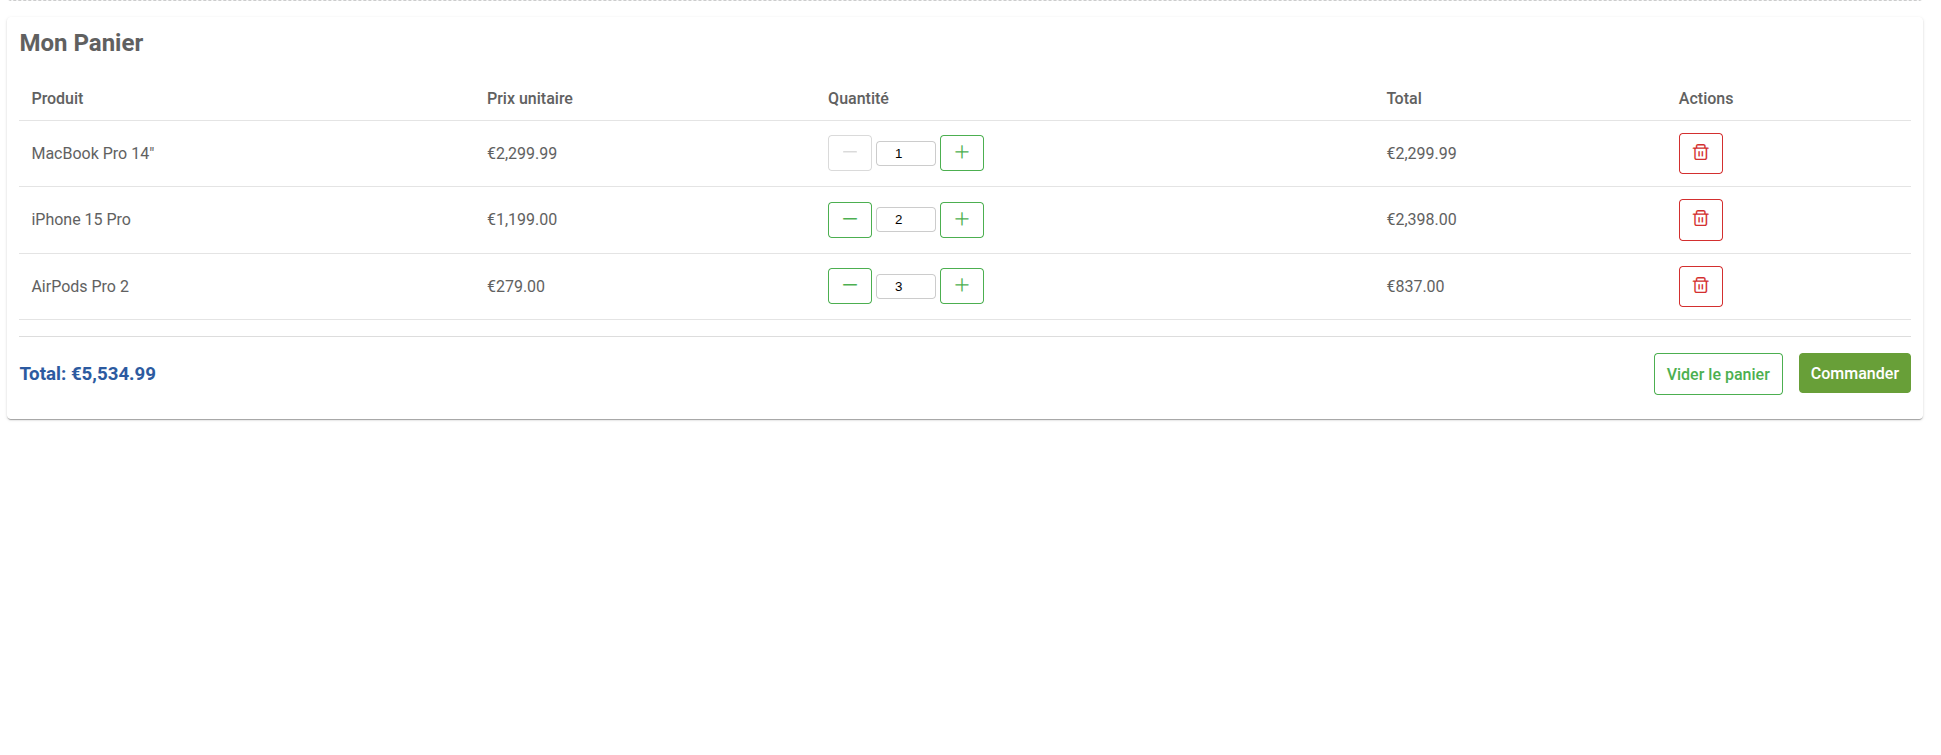 Mon Panier
Produit Prix unitaire Quantité Total Actions
MacBook Pro 14" €2,299.99 1 €2,299.99
iPhone 15 Pro €1,199.00 2 €2,398.00
AirPods Pro 2 €279.00 3 €837.00
Total: €5,534.99 Vider le panier Commander